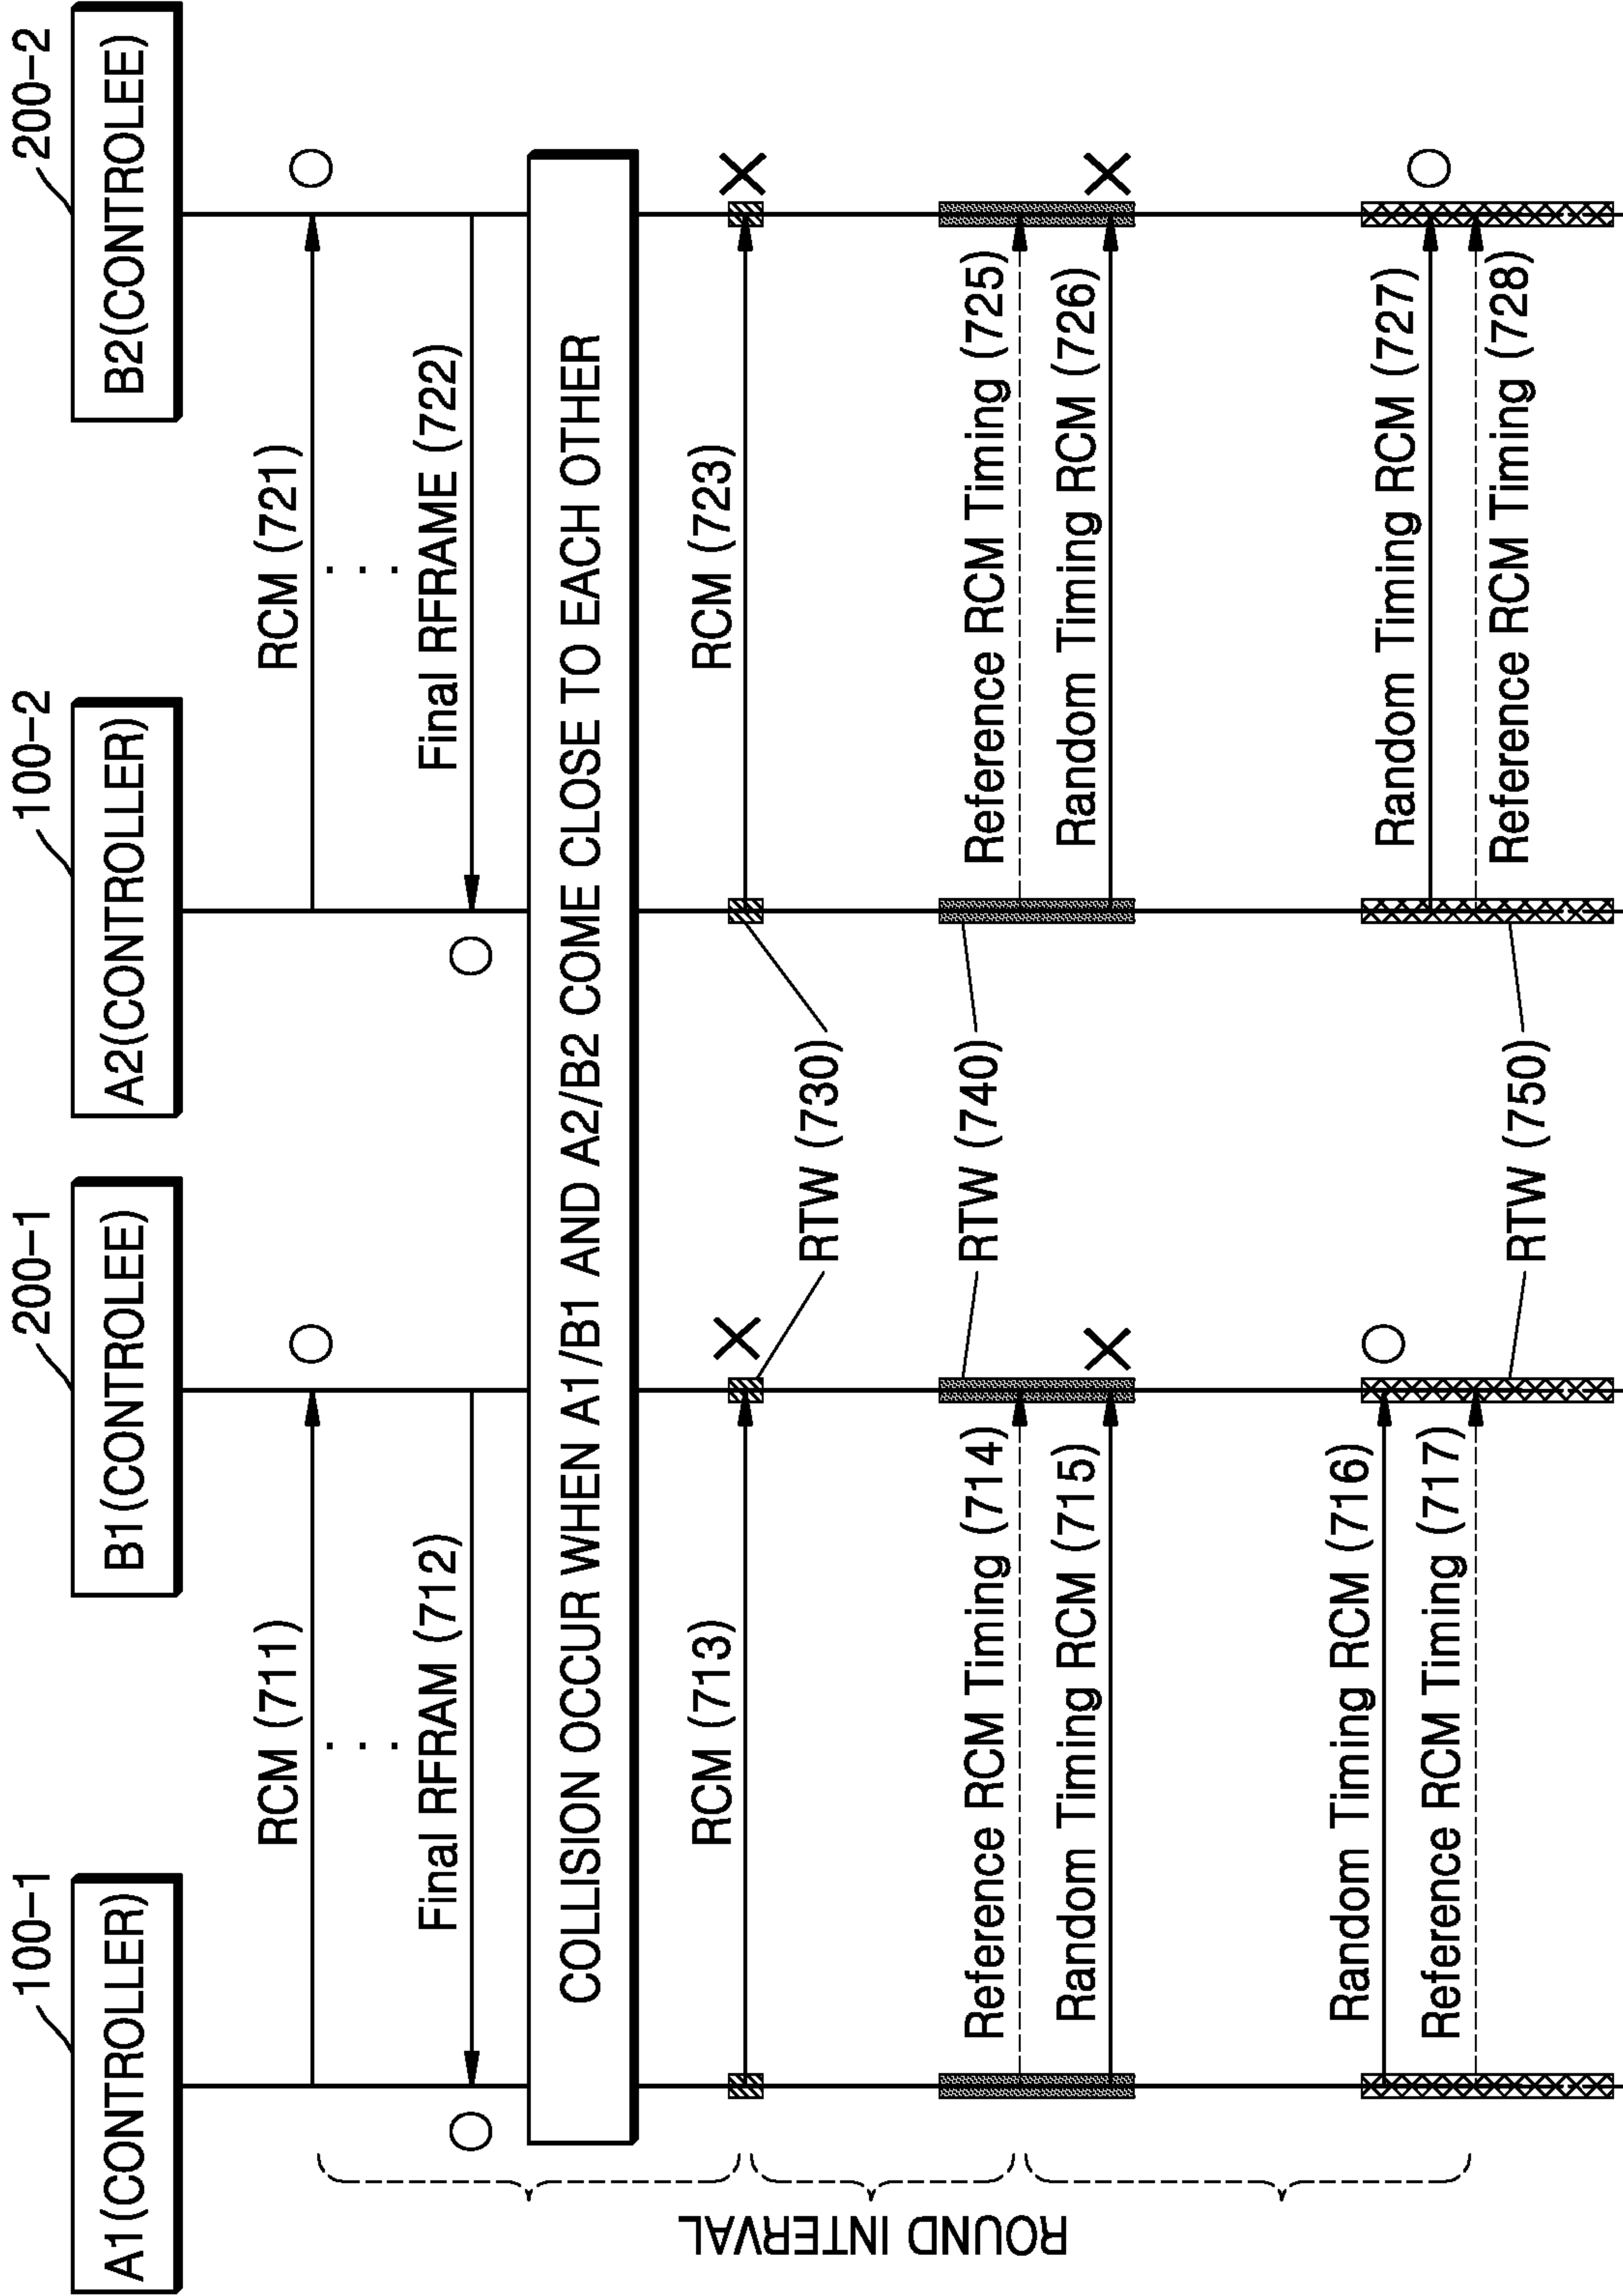 100-1
200-1
100-2
200-2
A1(CONTROLLER)
B1(CONTROLEE)
A2(CONTROLLER)
B2(CONTROLEE)
RCM (711)
RCM (721)
. . .
. . .
Final RFRAM (712)
Final RFRAME (722)
COLLISION OCCUR WHEN A1/B1 AND A2/B2 COME CLOSE TO EACH OTHER
RCM (713)
RCM (723)
RTW (730)
Reference RCM Timing (714)
RTW (740)
Reference RCM Timing (725)
Random Timing RCM (715)
Random Timing RCM (726)
Random Timing RCM (716)
Random Timing RCM (727)
Reference RCM Timing (717)
Reference RCM Timing (728)
RTW (750)
ROUND INTERVAL